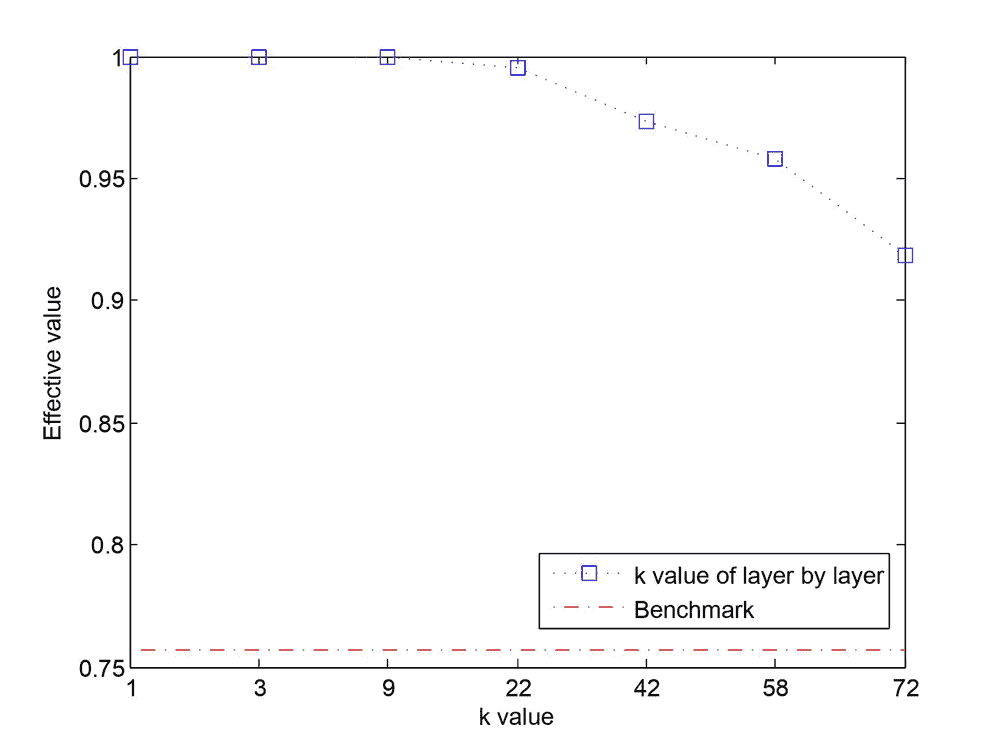 1
0.95
0.9
0.85
0.8
0.75
Effective value
k value of layer by layer
Benchmark
1 3 9 22 42 58 72
k value